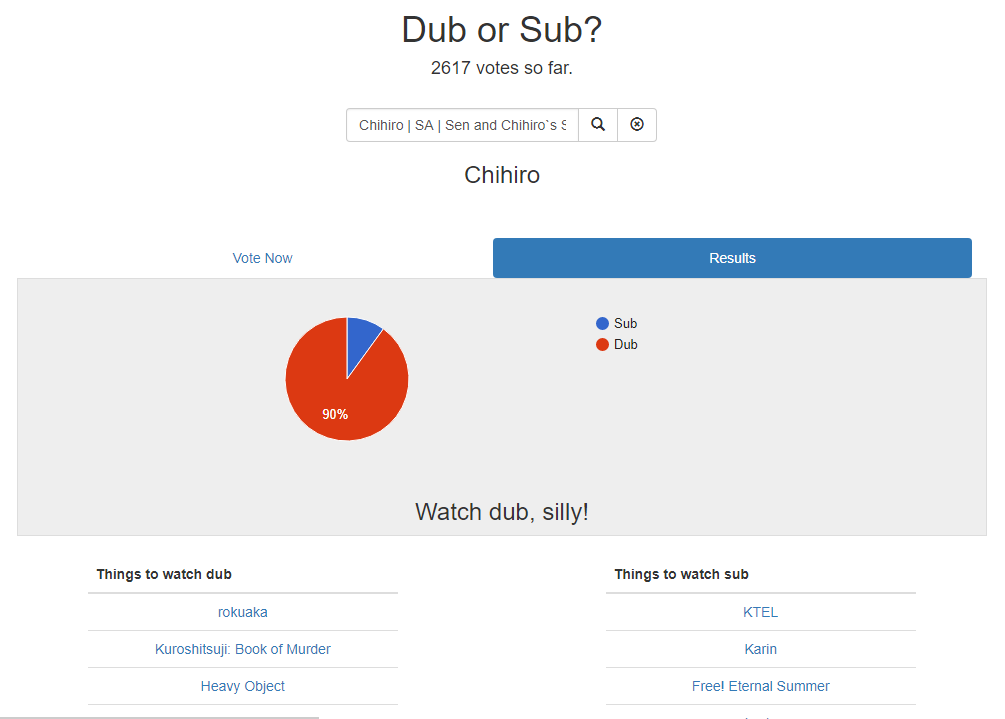 Dub or Sub?
2617 votes so far.
Chihiro | SA | Sen and Chihiro`s S
Chihiro
Vote Now
Results
Sub
Dub
90%
Watch dub, silly!
Things to watch dub
rokuaka
Kuroshitsuji: Book of Murder
Heavy Object
Things to watch sub
KTEL
Karin
Free! Eternal Summer